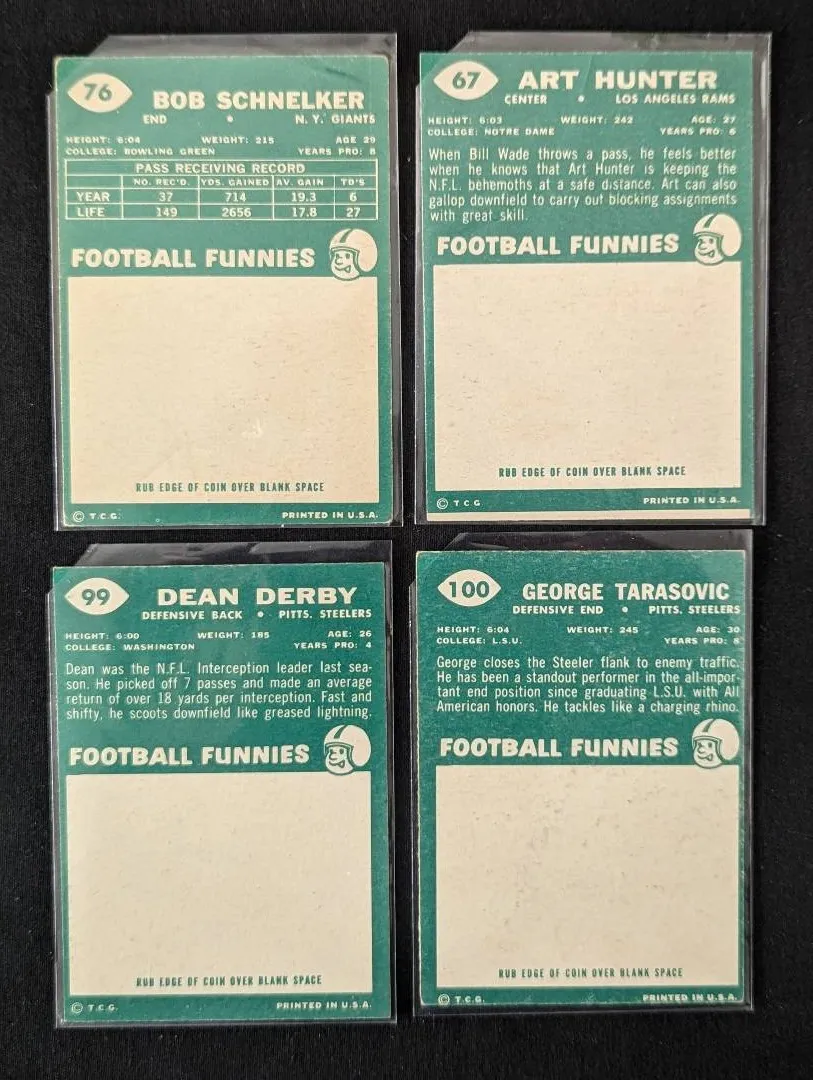 76
BOB SCHNELKER
END • N. Y. GIANTS
HEIGHT: 6:04 WEIGHT: 215 AGE 29
COLLEGE: BOWLING GREEN YEARS PRO: 8
PASS RECEIVING RECORD
NO. REC'D. YDS. GAINED AV. GAIN TD'S
YEAR 37 714 19.3 6
LIFE 149 2656 17.8 27
FOOTBALL FUNNIES
RUB EDGE OF COIN OVER BLANK SPACE
© T.C.G. PRINTED IN U.S.A.
67
ART HUNTER
CENTER • LOS ANGELES RAMS
HEIGHT: 6:03 WEIGHT: 242 AGE: 27
COLLEGE: NOTRE DAME YEARS PRO: 6
When Bill Wade throws a pass, he feels better
when he knows that Art Hunter is keeping the
N.F.L. behemoths at a safe distance. Art can also
gallop downfield to carry out blocking assignments
with great skill.
FOOTBALL FUNNIES
RUB EDGE OF COIN OVER BLANK SPACE
© T C G PRINTED IN U.S.A.
99
DEAN DERBY
DEFENSIVE BACK • PITTS. STEELERS
HEIGHT: 6:00 WEIGHT: 185 AGE: 26
COLLEGE: WASHINGTON YEARS PRO: 4
Dean was the N.F.L. Interception leader last sea-
son. He picked off 7 passes and made an average
return of over 18 yards per interception. Fast and
shifty, he scoots downfield like greased lightning.
FOOTBALL FUNNIES
RUB EDGE OF COIN OVER BLANK SPACE
© T.C.G. PRINTED IN U.S.A.
100
GEORGE TARASOVIC
DEFENSIVE END • PITTS. STEELERS
HEIGHT: 6:04 WEIGHT: 245 AGE: 30
COLLEGE: L.S.U. YEARS PRO: 8
George closes the Steeler flank to enemy traffic.
He has been a standout performer in the all-impor-
tant end position since graduating L.S.U. with All
American honors. He tackles like a charging rhino.
FOOTBALL FUNNIES
RUB EDGE OF COIN OVER BLANK SPACE
© T.C.G. PRINTED IN U.S.A.